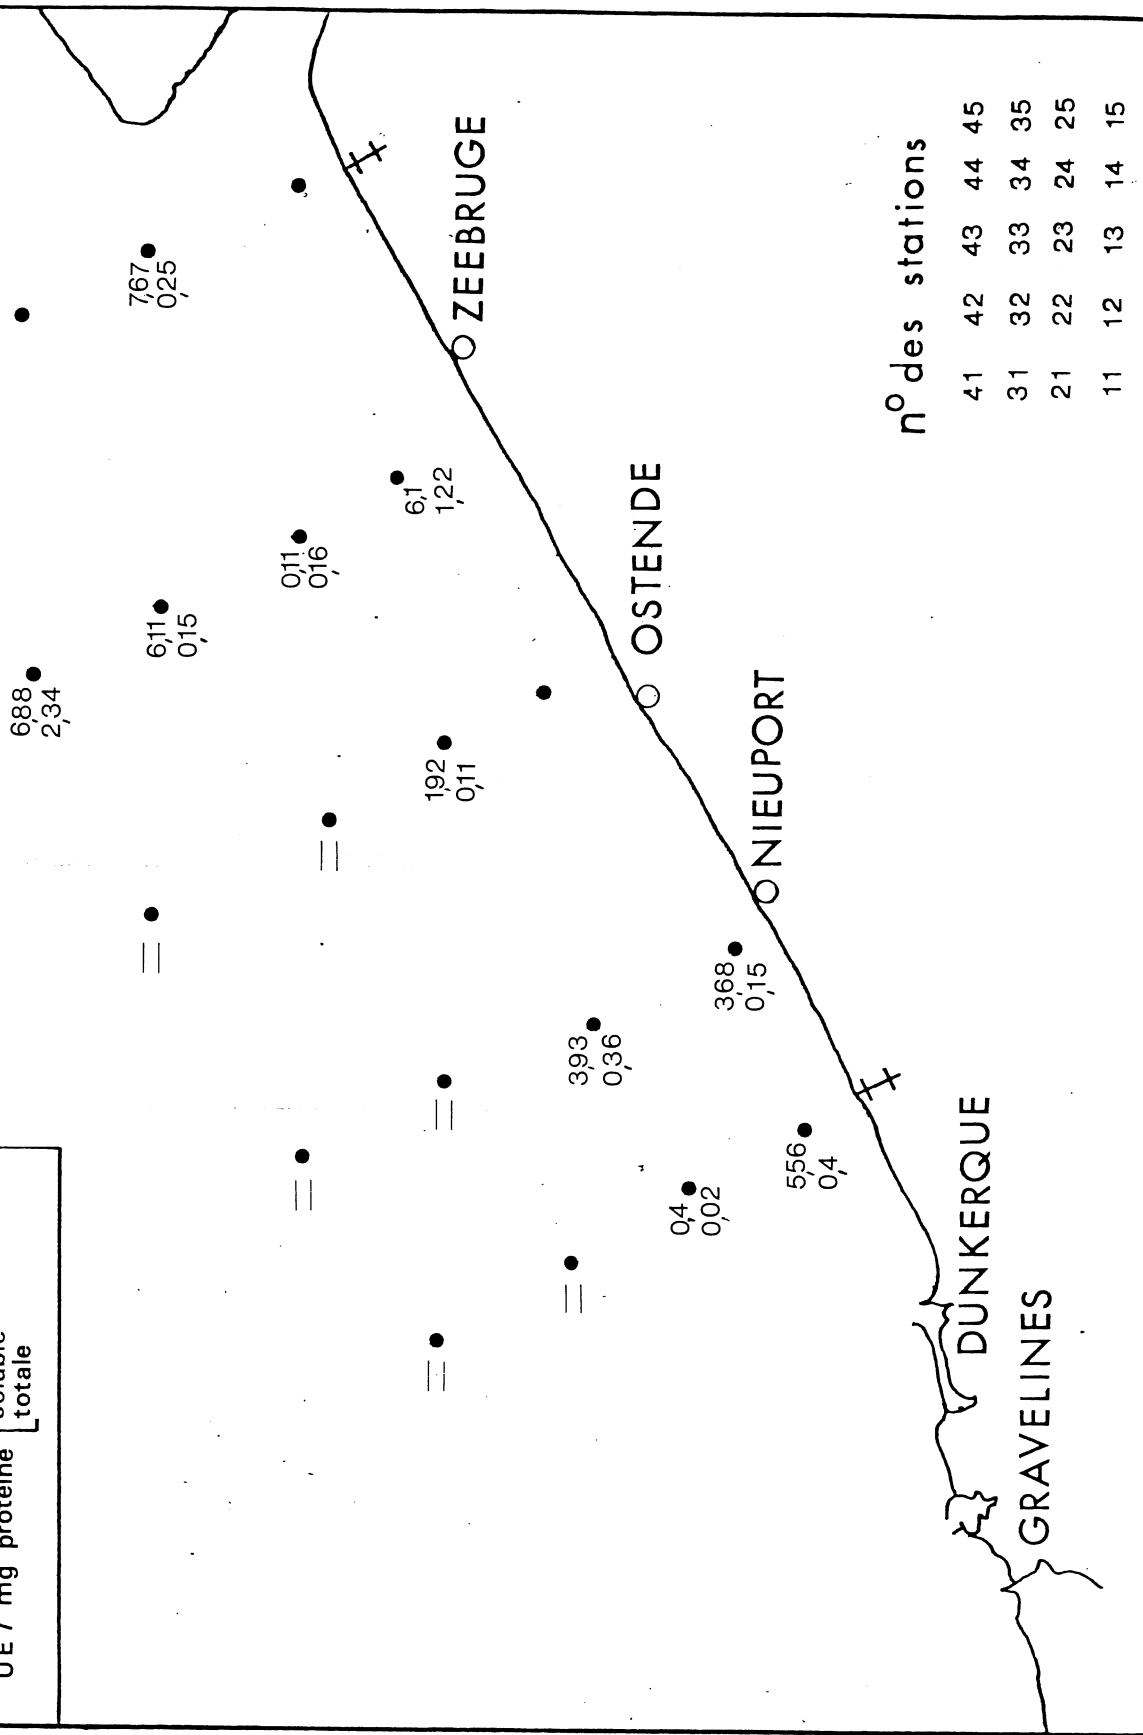 UE / mg protéine
soluble
totale
6,88
2,34
7,67
0,25
6,11
0,15
0,11
0,16
6,1
1,22
1,92
0,11
ZEEBRUGE
3,93
0,36
OSTENDE
0,4
0,02
3,68
0,15
NIEUPORT
5,56
0,4
DUNKERQUE
GRAVELINES
n° des stations
41 42 43 44 45
31 32 33 34 35
21 22 23 24 25
11 12 13 14 15